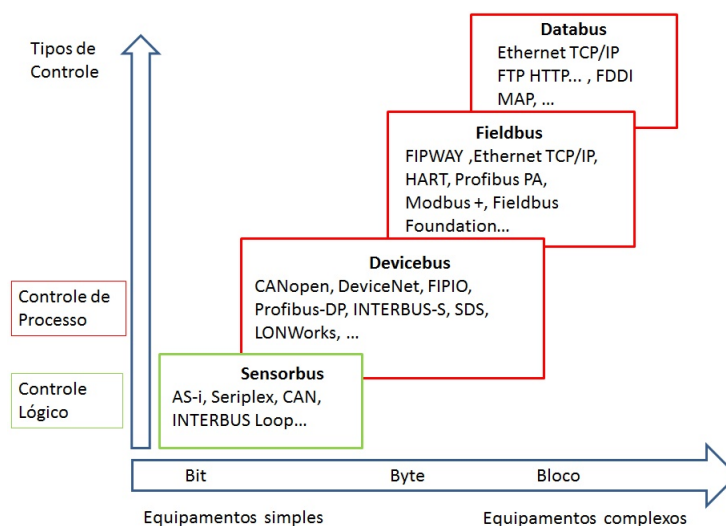 Tipos de
Controle
Databus
Ethernet TCP/IP
FTP HTTP... , FDDI
MAP, ...
Fieldbus
FIPWAY ,Ethernet TCP/IP,
HART, Profibus PA,
Modbus +, Fieldbus
Foundation...
Devicebus
CANopen, DeviceNet, FIPIO,
Profibus-DP, INTERBUS-S, SDS,
LONWorks, ...
Controle de
Processo
Sensorbus
AS-i, Seriplex, CAN,
INTERBUS Loop...
Controle
Lógico
Bit Byte Bloco
Equipamentos simples Equipamentos complexos